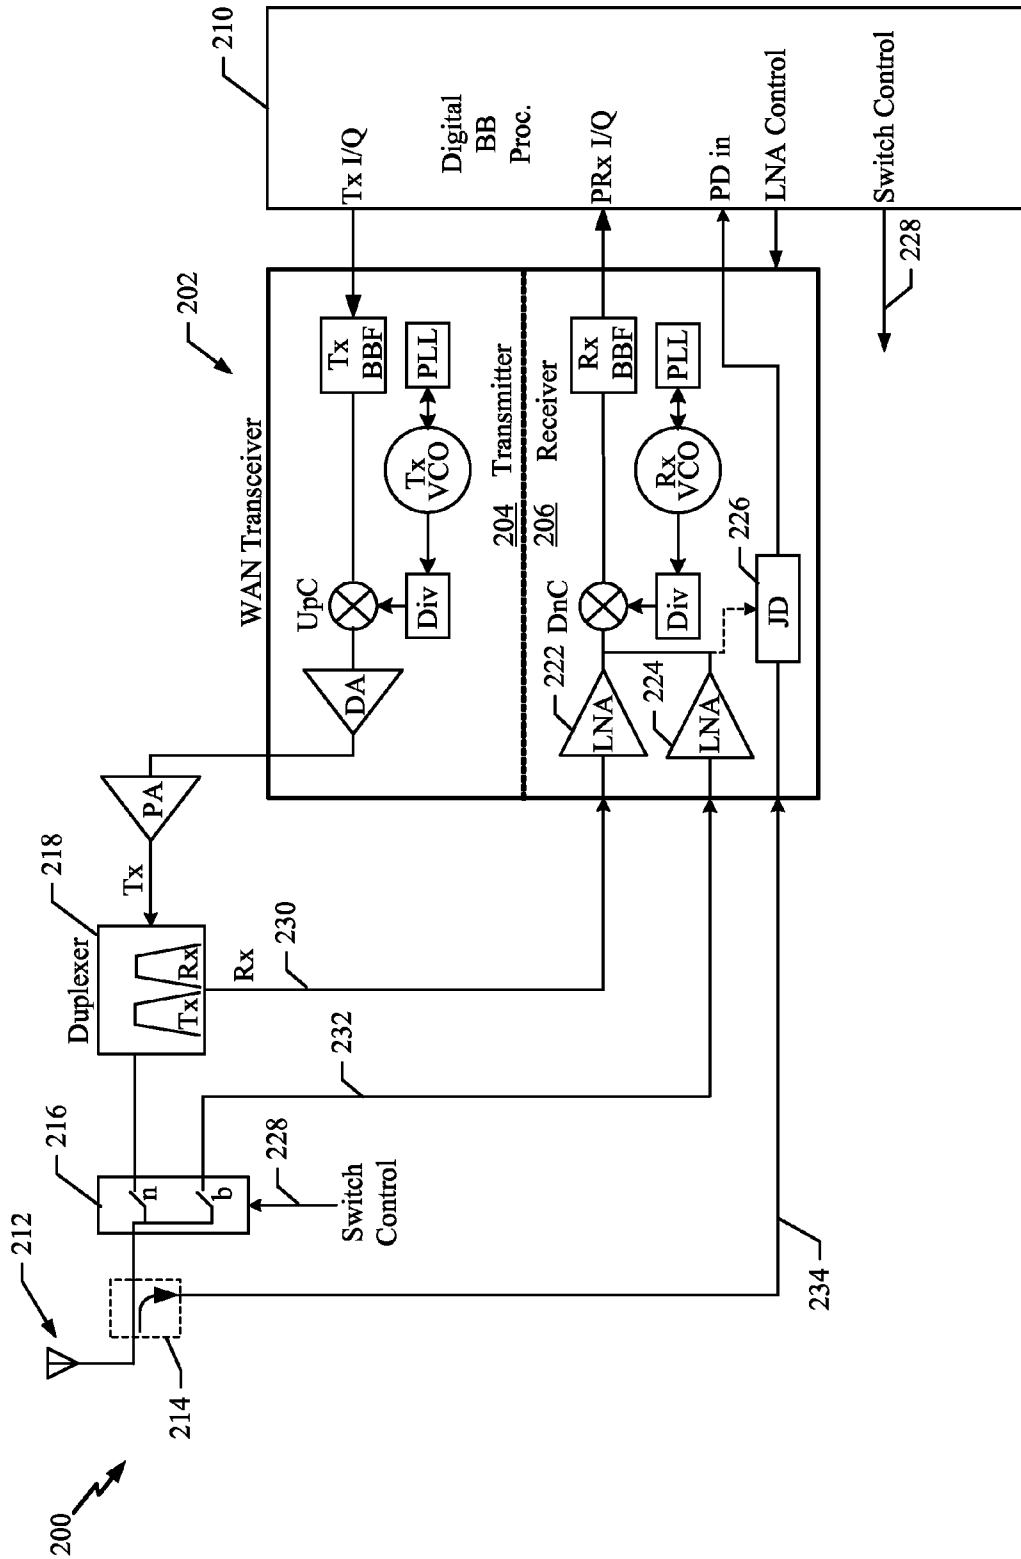 200
212
214
216
n
b
228
Switch
Control
Duplexer
218
Tx
Rx
Tx
Rx
230
232
234
PA
WAN Transceiver
202
DA
UpC
Div
Tx
VCO
PLL
Tx
BBF
204 Transmitter
206 Receiver
222
LNA
224
LNA
DnC
Div
Rx
VCO
PLL
Rx
BBF
226
JD
210
Tx I/Q
Digital
BB
Proc.
PRx I/Q
PD in
LNA Control
Switch Control
228